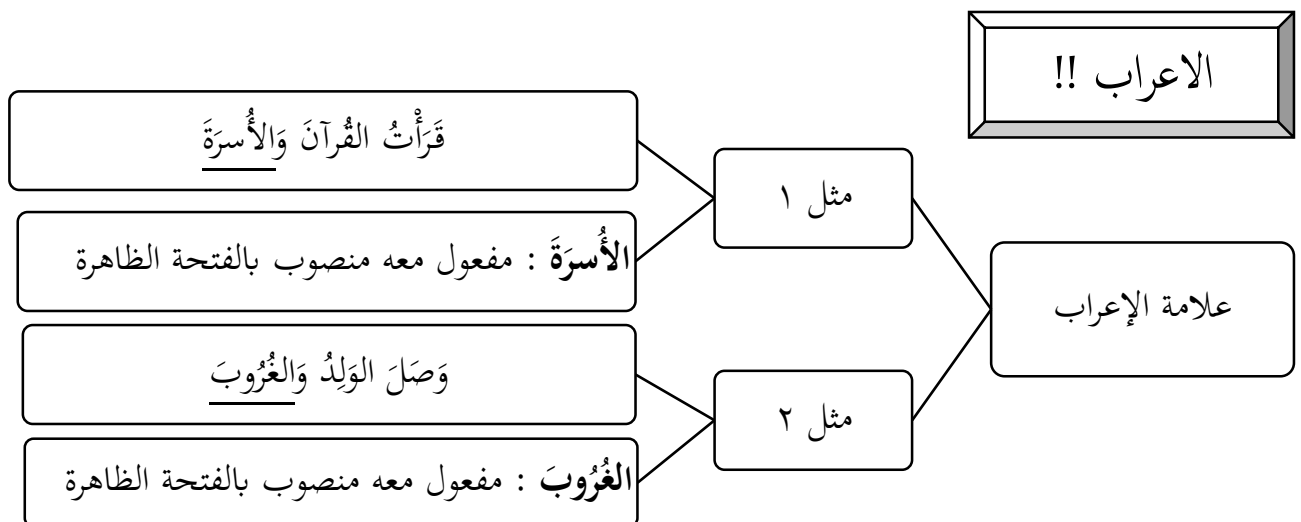 الاعراب !!
علامة الإعراب
مثل ١
قَرَأْتُ القُرآنَ وَالأُسرَةَ
الأُسرَةَ : مفعول معه منصوب بالفتحة الظاهرة
مثل ٢
وَصَلَ الوَلِدُ وَالغُرُوبَ
الغُرُوبَ : مفعول معه منصوب بالفتحة الظاهرة